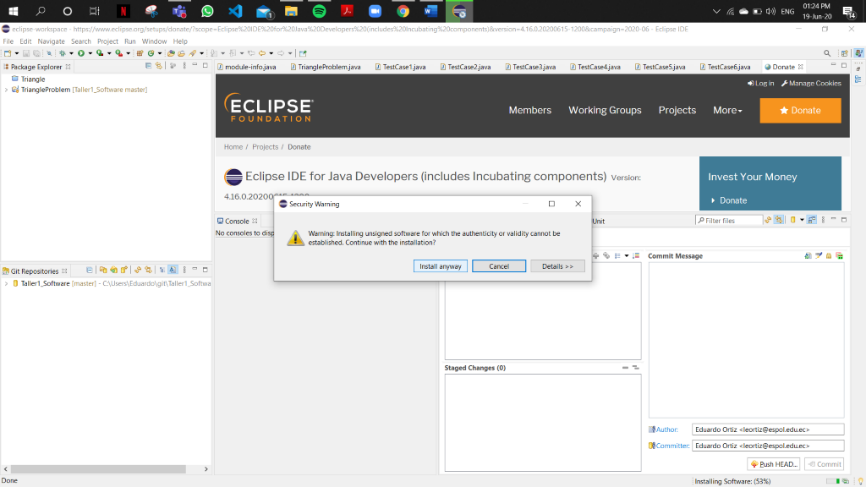 01:24 PM
ENG
19-Jun-20
14
eclipse-workspace - https://www.eclipse.org/setups/donate/?scope=Eclipse%20IDE%20for%20Java%20Developers%20(includes%20Incubating%20components)&version=4.16.0.20200615-1200&campaign=2020-06 - Eclipse IDE
File Edit Navigate Search Project Run Window Help
Package Explorer
module-info.java TriangleProblem.java TestCase1.java TestCase2.java TestCase3.java TestCase4.java TestCase5.java TestCase6.java Donate
Triangle
TriangleProblem [Taller1_Software master]
Log in Manage Cookies
ECLIPSE
FOUNDATION
Members Working Groups Projects More Donate
Home / Projects / Donate
Eclipse IDE for Java Developers (includes Incubating components) Version:
Invest Your Money
Donate
Security Warning
Console
Unit
Filter files
No consoles to disp
Warning: Installing unsigned software for which the authenticity or validity cannot be
established. Continue with the installation?
Install anyway Cancel Details >>
Commit Message
Git Repositories
Taller1_Software [master] - C:\Users\Eduardo\git\Taller1_Softwa
Staged Changes (0)
Author: Eduardo Ortiz <leortiz@espol.edu.ec>
Committer: Eduardo Ortiz <leortiz@espol.edu.ec>
Push HEAD... Commit
Done
Installing Software: (53%)